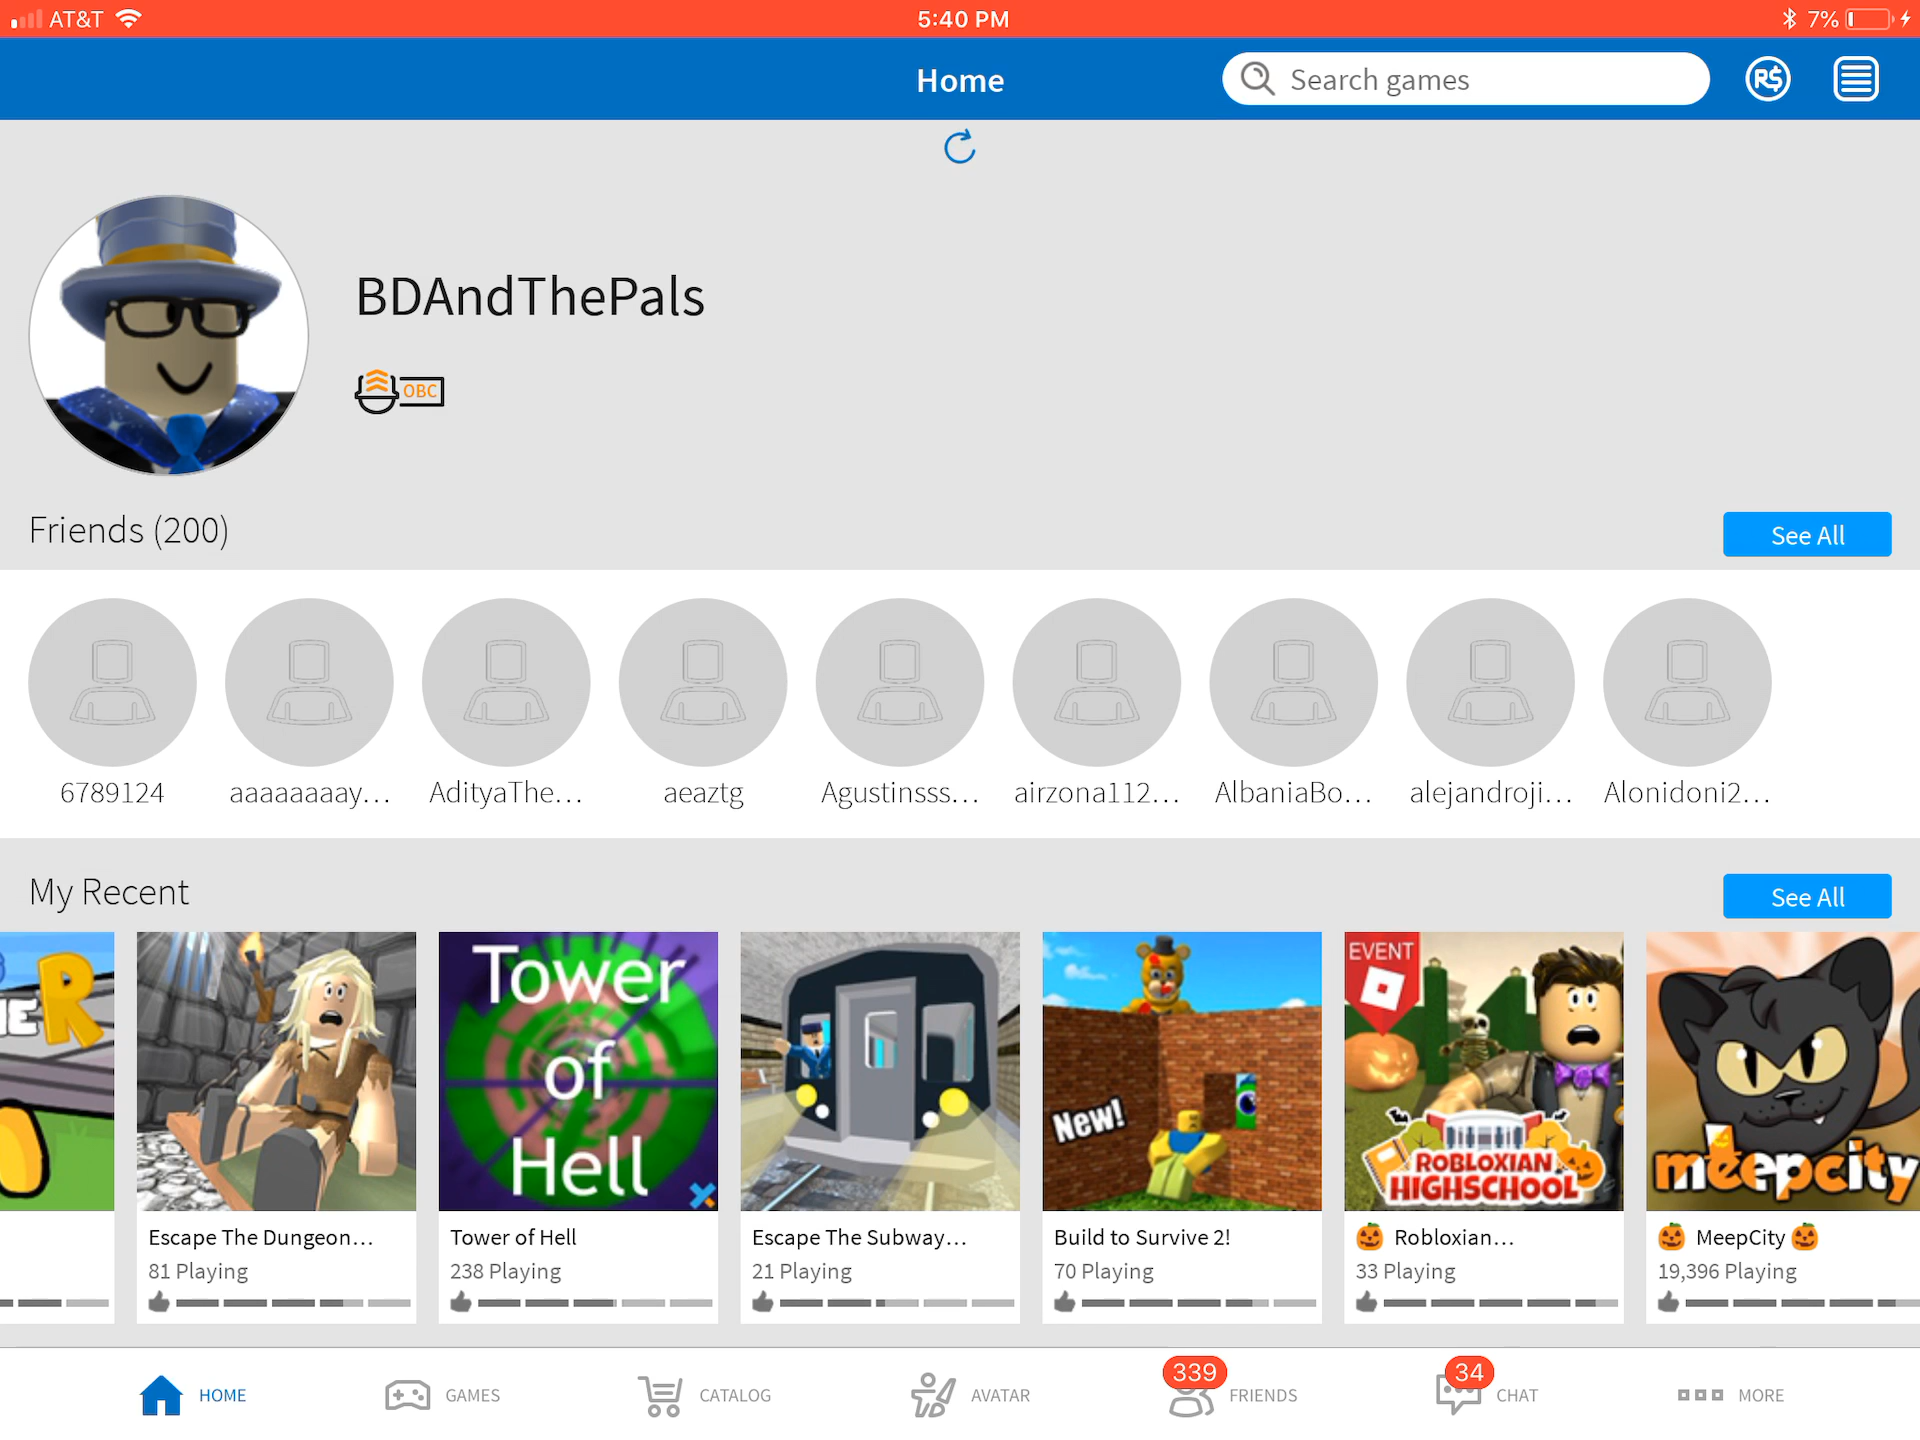 AT&T 5:40 PM 7%
Home Search games R$
BDAndThePals
OBC
Friends (200) See All
6789124 aaaaaaaay... AdityaThe... aeaztg Agustinsss... airzona112... AlbaniaBo... alejandroji... Alonidoni2...
My Recent See All
ER
Tower
of
Hell
New!
EVENT
ROBLOXIAN
HIGHSCHOOL
meepcity
Escape The Dungeon... Tower of Hell Escape The Subway... Build to Survive 2! 🎃 Robloxian... 🎃 MeepCity 🎃
81 Playing 238 Playing 21 Playing 70 Playing 33 Playing 19,396 Playing
339 34
HOME GAMES CATALOG AVATAR FRIENDS CHAT MORE